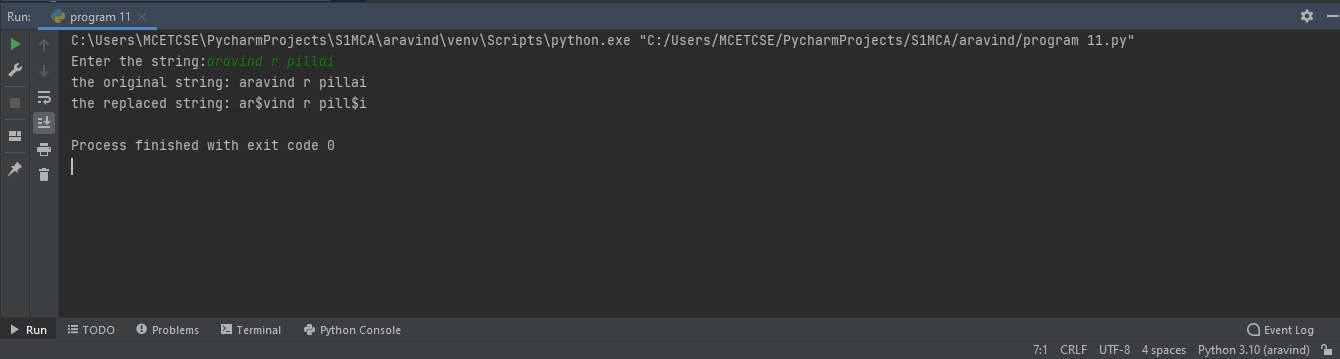 Run: program 11
C:\Users\MCETCSE\PycharmProjects\S1MCA\aravind\venv\Scripts\python.exe "C:/Users/MCETCSE/PycharmProjects/S1MCA/aravind/program 11.py"
Enter the string:aravind r pillai
the original string: aravind r pillai
the replaced string: ar$vind r pill$i
Process finished with exit code 0
Run TODO Problems Terminal Python Console Event Log
7:1 CRLF UTF-8 4 spaces Python 3.10 (aravind)